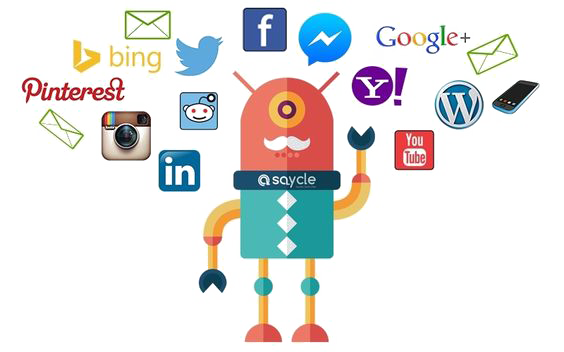 f
Google+
bing
Pinterest
Y!
W
You
Tube
in
saycle